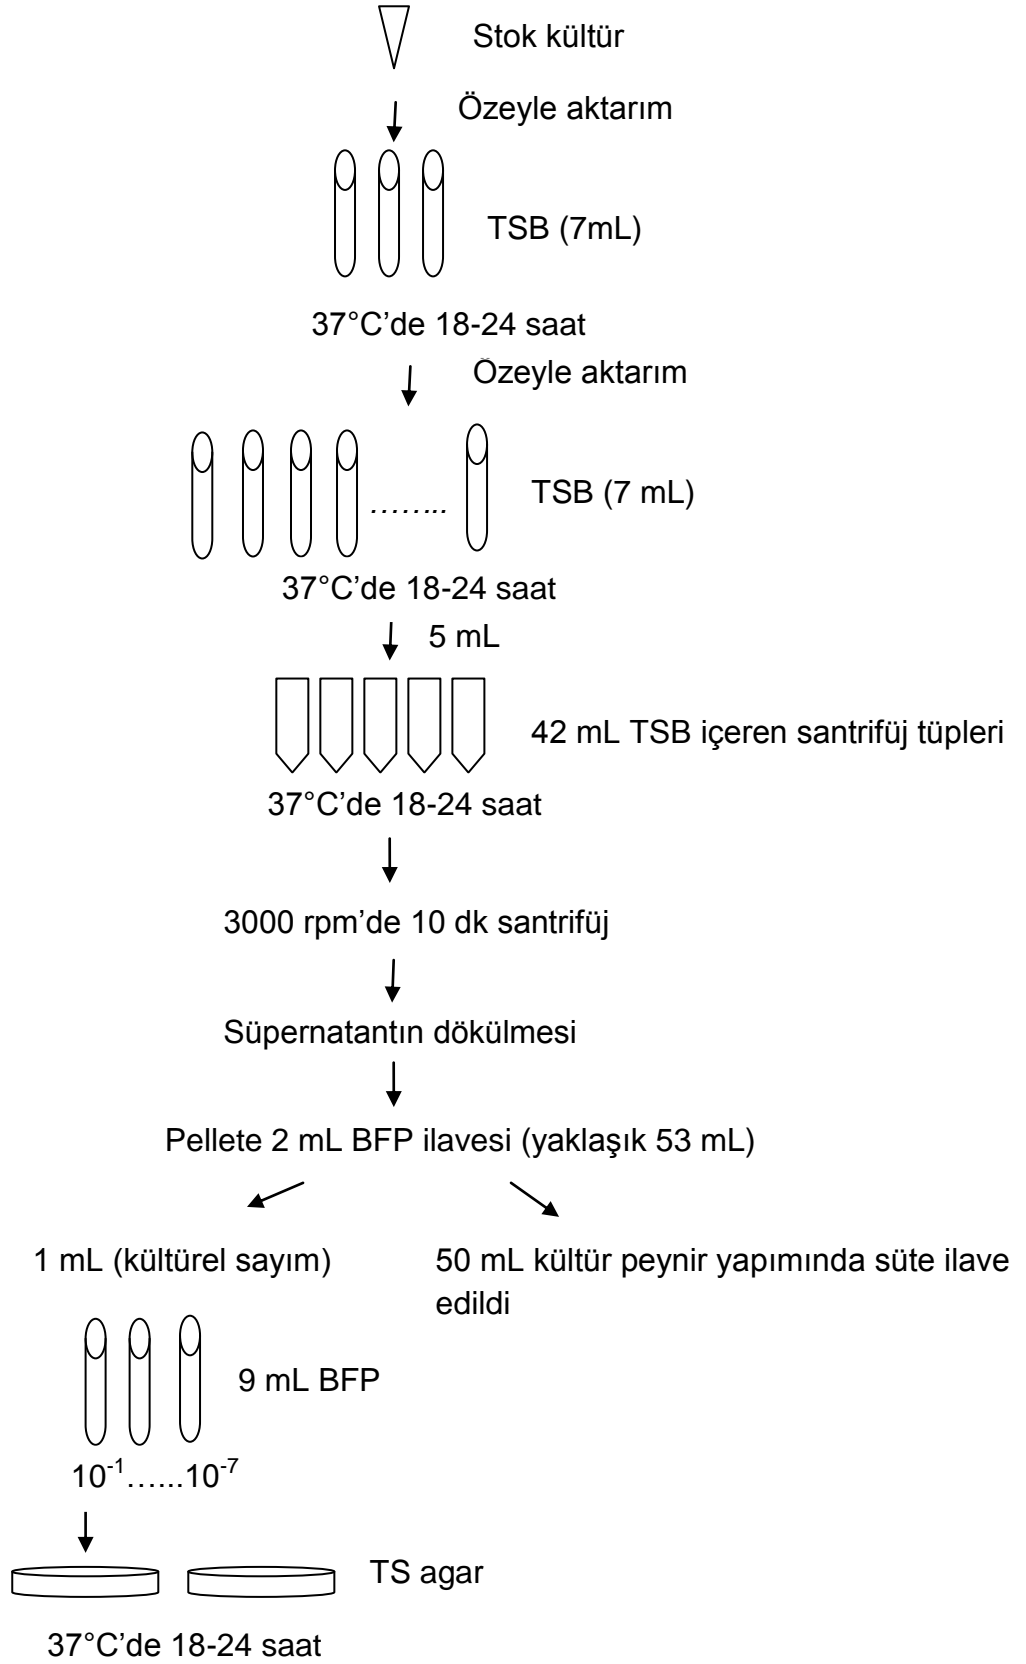 Stok kültür
Özeyle aktarım
TSB (7mL)
37°C’de 18-24 saat
Özeyle aktarım
……..
TSB (7 mL)
37°C’de 18-24 saat
5 mL
42 mL TSB içeren santrifüj tüpleri
37°C’de 18-24 saat
3000 rpm’de 10 dk santrifüj
Süpernatantın dökülmesi
Pellete 2 mL BFP ilavesi (yaklaşık 53 mL)
1 mL (kültürel sayım)
50 mL kültür peynir yapımında süte ilave
edildi
9 mL BFP
10⁻¹…...10⁻⁷
TS agar
37°C’de 18-24 saat